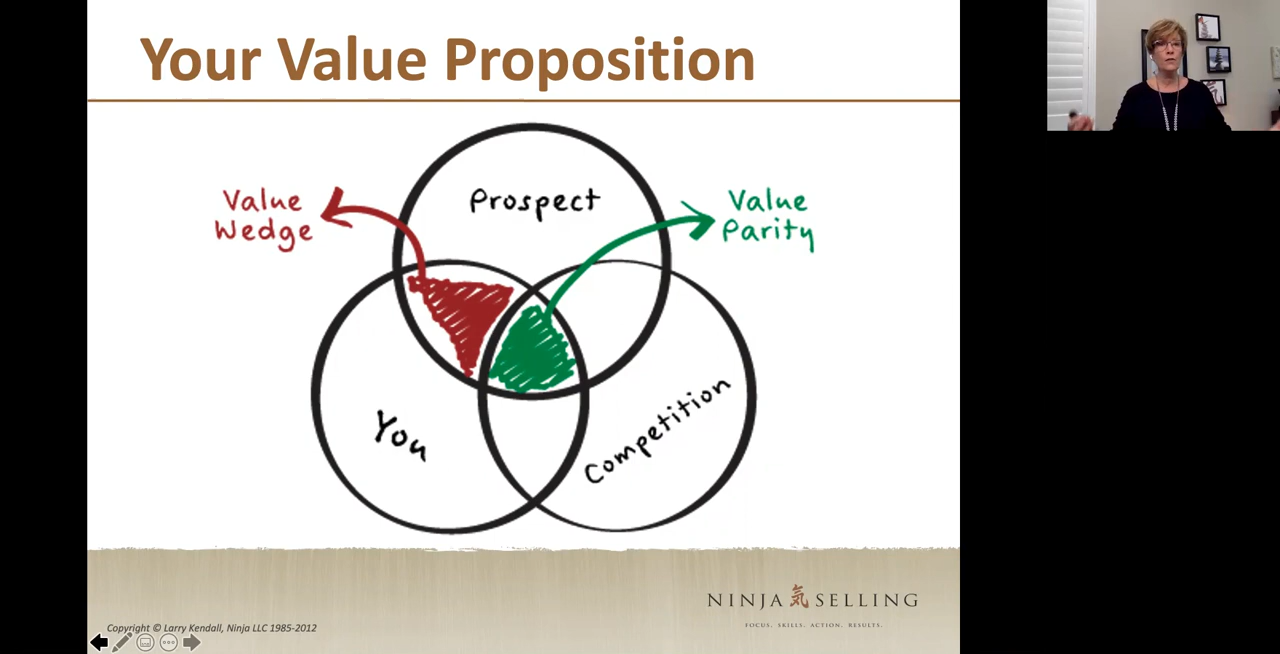 Your Value Proposition
Value
Wedge
Prospect
Value
Parity
You
Competition
NINJA 気 SELLING
FOCUS. SKILLS. ACTION. RESULTS.
Copyright © Larry Kendall, Ninja LLC 1985-2012